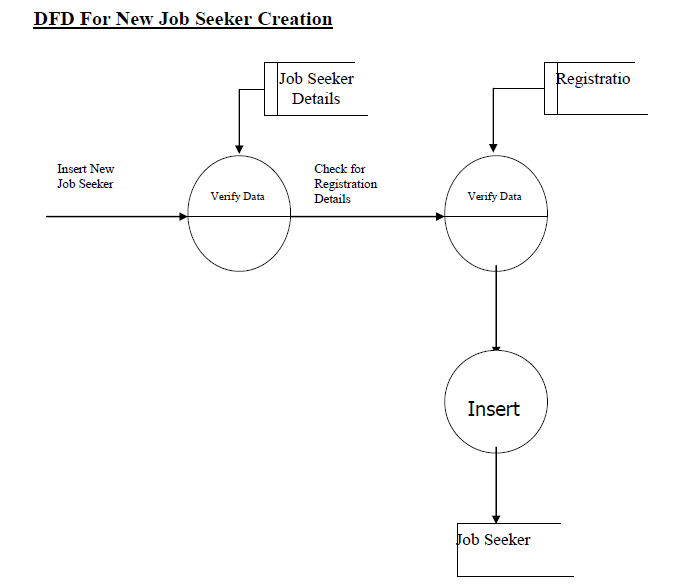 DFD For New Job Seeker Creation
Job Seeker
Details
Registratio
Insert New
Job Seeker
Verify Data
Check for
Registration
Details
Verify Data
Insert
Job Seeker